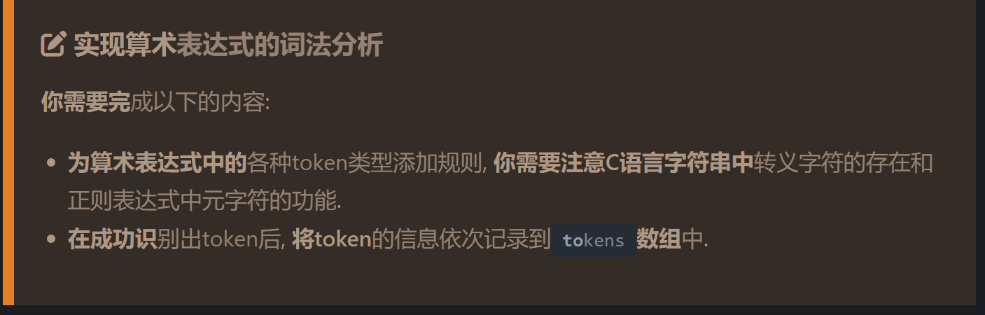 实现算术表达式的词法分析
你需要完成以下的内容:
为算术表达式中的各种token类型添加规则, 你需要注意C语言字符串中转义字符的存在和
正则表达式中元字符的功能.
在成功识别出token后, 将token的信息依次记录到 tokens 数组中.